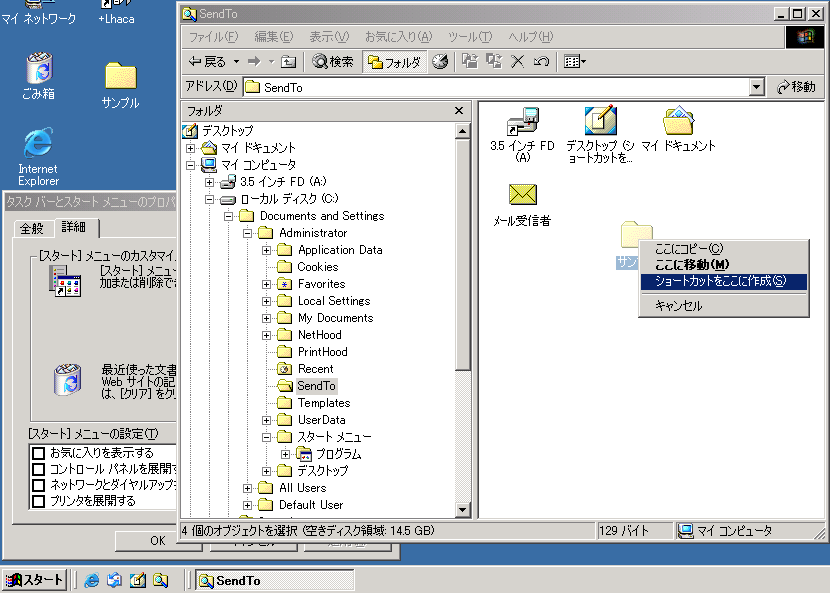 マイ ネットワーク
+Lhaca
ごみ箱
サンプル
Internet
Explorer
タスク バーとスタート メニューのプロパ
全般
詳細
[スタート] メニューのカスタマイ
[スタート] メニュー
加または削除でき
最近使った文書
Web サイトの記
は、[クリア] をクリ
[スタート] メニューの設定(T)
お気に入りを表示する
コントロール パネルを展開す
ネットワークとダイヤルアップ
プリンタを展開する
OK
SendTo
ファイル(F)
編集(E)
表示(V)
お気に入り(A)
ツール(T)
ヘルプ(H)
戻る
検索
フォルダ
アドレス(D)
SendTo
移動
フォルダ
デスクトップ
マイ ドキュメント
マイ コンピュータ
3.5 インチ FD (A:)
ローカル ディスク (C:)
Documents and Settings
Administrator
Application Data
Cookies
Favorites
Local Settings
My Documents
NetHood
PrintHood
Recent
SendTo
Templates
UserData
スタート メニュー
プログラム
デスクトップ
All Users
Default User
3.5 インチ FD
(A)
デスクトップ (シ
ョートカットを...
マイ ドキュメント
メール受信者
サン
ここにコピー(C)
ここに移動(M)
ショートカットをここに作成(S)
キャンセル
4 個のオブジェクトを選択 (空きディスク領域: 14.5 GB)
129 バイト
マイ コンピュータ
スタート
SendTo